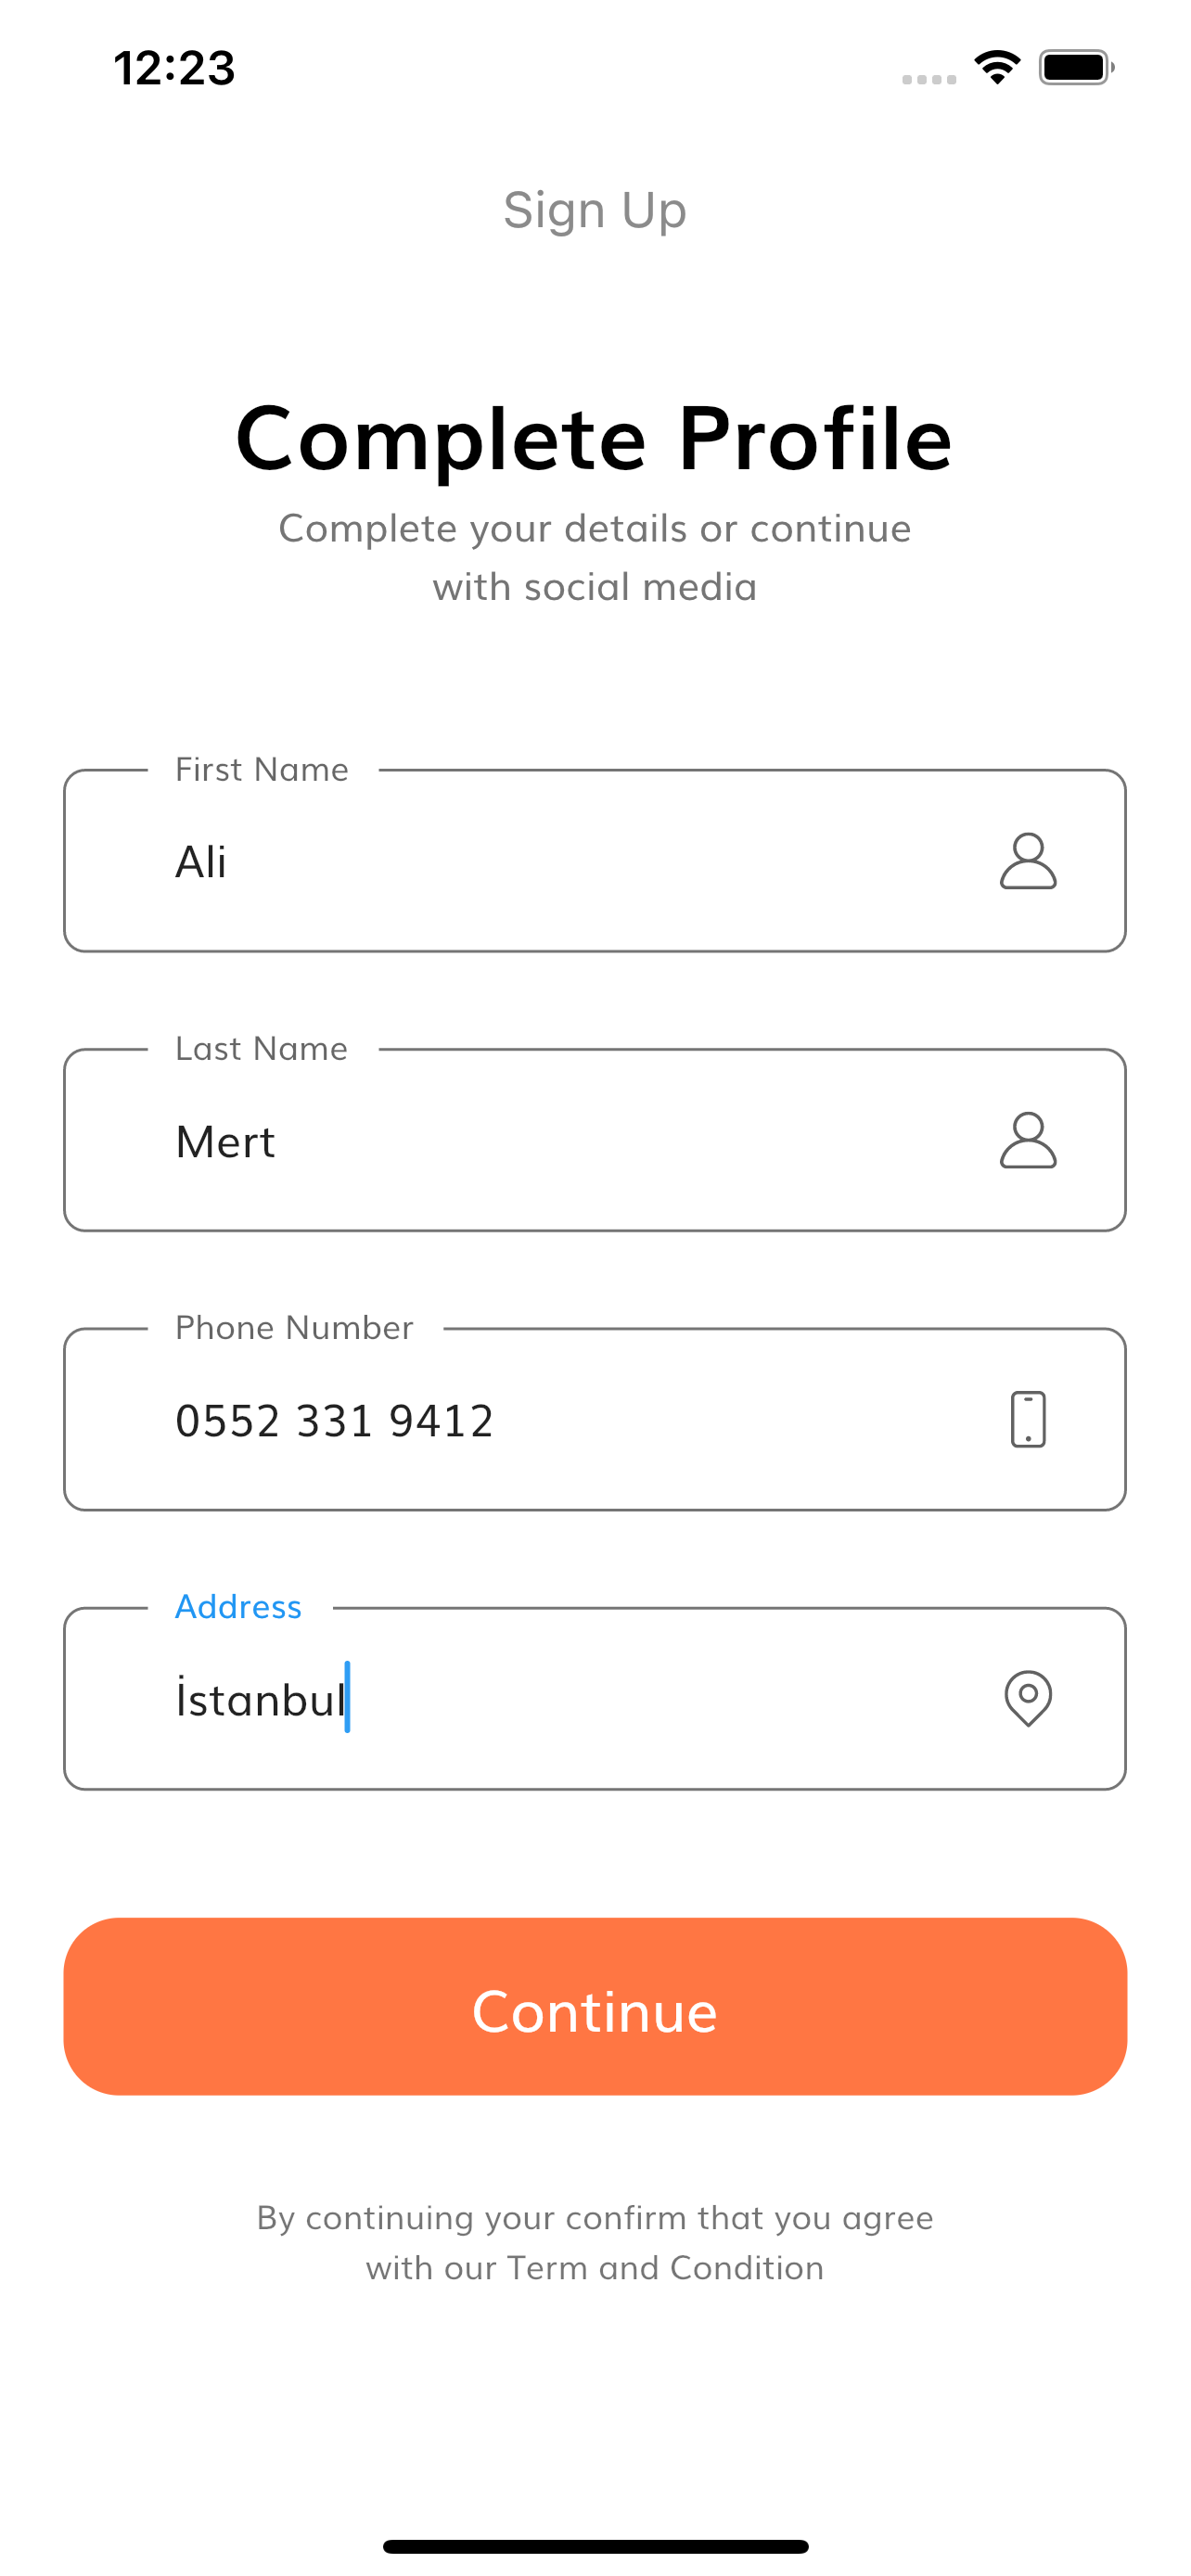 12:23
Sign Up
Complete Profile
Complete your details or continue
with social media
First Name
Ali
Last Name
Mert
Phone Number
0552 331 9412
Address
İstanbul
Continue
By continuing your confirm that you agree
with our Term and Condition